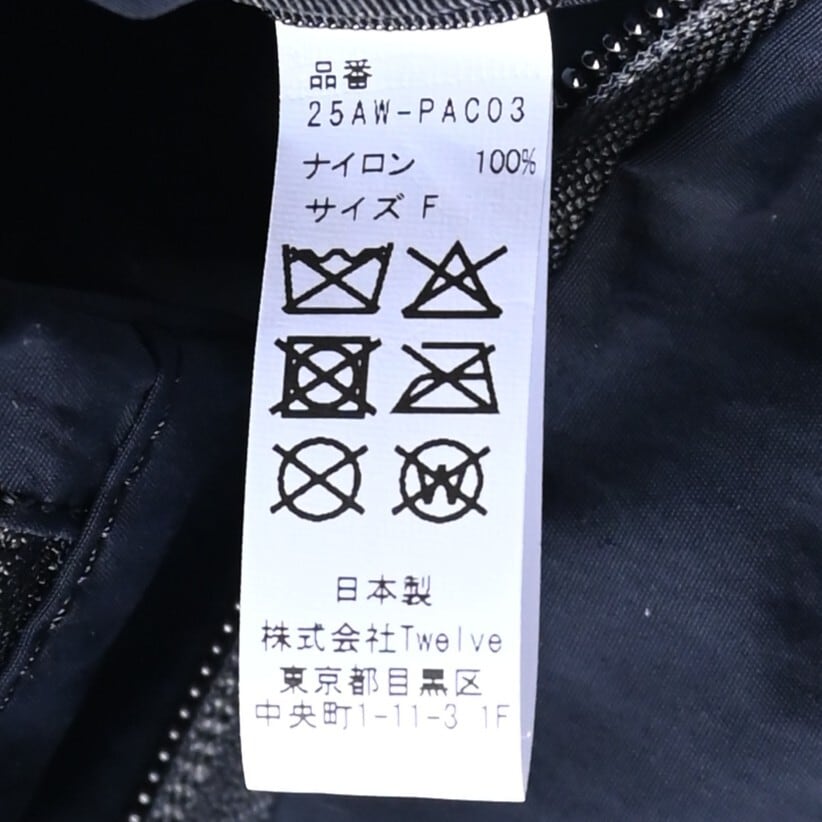 品番
25AW-PAC03
ナイロン 100%
サイズ F
W
日本製
株式会社Twelve
東京都目黒区
中央町1-11-3 1F